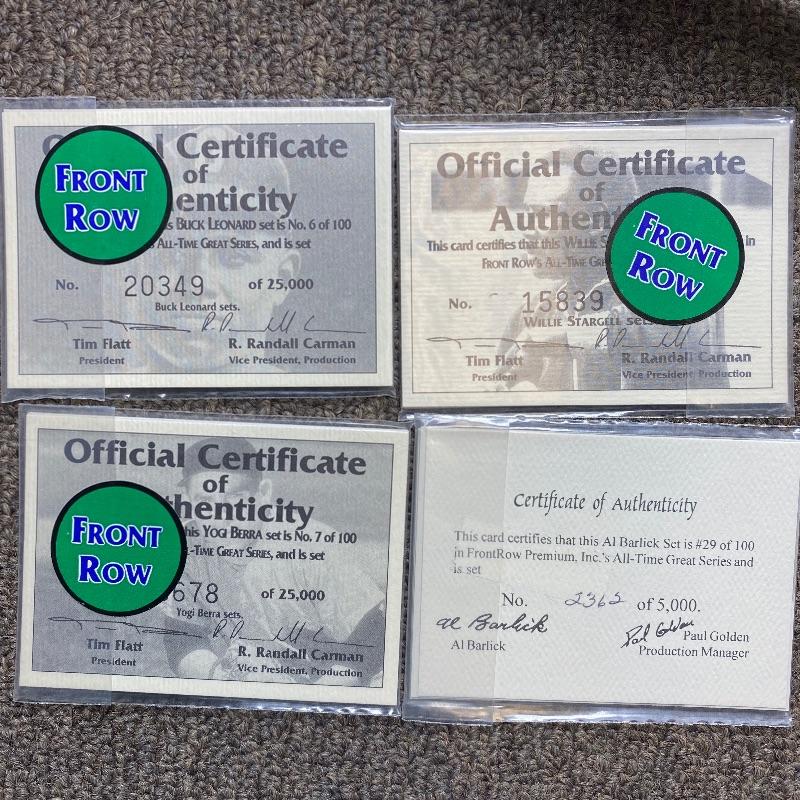 Official Certificate
of
Authenticity
FRONT
ROW
is BUCK LEONARD set is No. 6 of 100
ALL-TIME GREAT SERIES, and is set
No. 20349 of 25,000
Buck Leonard sets.
Tim Flatt
President
R. Randall Carman
Vice President, Production
Official Certificate
of
Authent
This card certifies that this WILLIE S
in
FRONT ROW'S ALL-TIME GRE
FRONT
ROW
No. 15839
WILLIE STARGELL sets
Tim Flatt
President
R. Randall Carman
Vice President, Production
Official Certificate
of
Authenticity
FRONT
ROW
this YOGI BERRA set is No. 7 of 100
-TIME GREAT SERIES, and is set
678 of 25,000
Yogi Berra sets.
Tim Flatt
President
R. Randall Carman
Vice President, Production
Certificate of Authenticity
This card certifies that this Al Barlick Set is #29 of 100
in FrontRow Premium, Inc.'s All-Time Great Series and
is set
No. 2362 of 5,000.
Al Barlick
Al Barlick
Paul Golden
Paul Golden
Production Manager